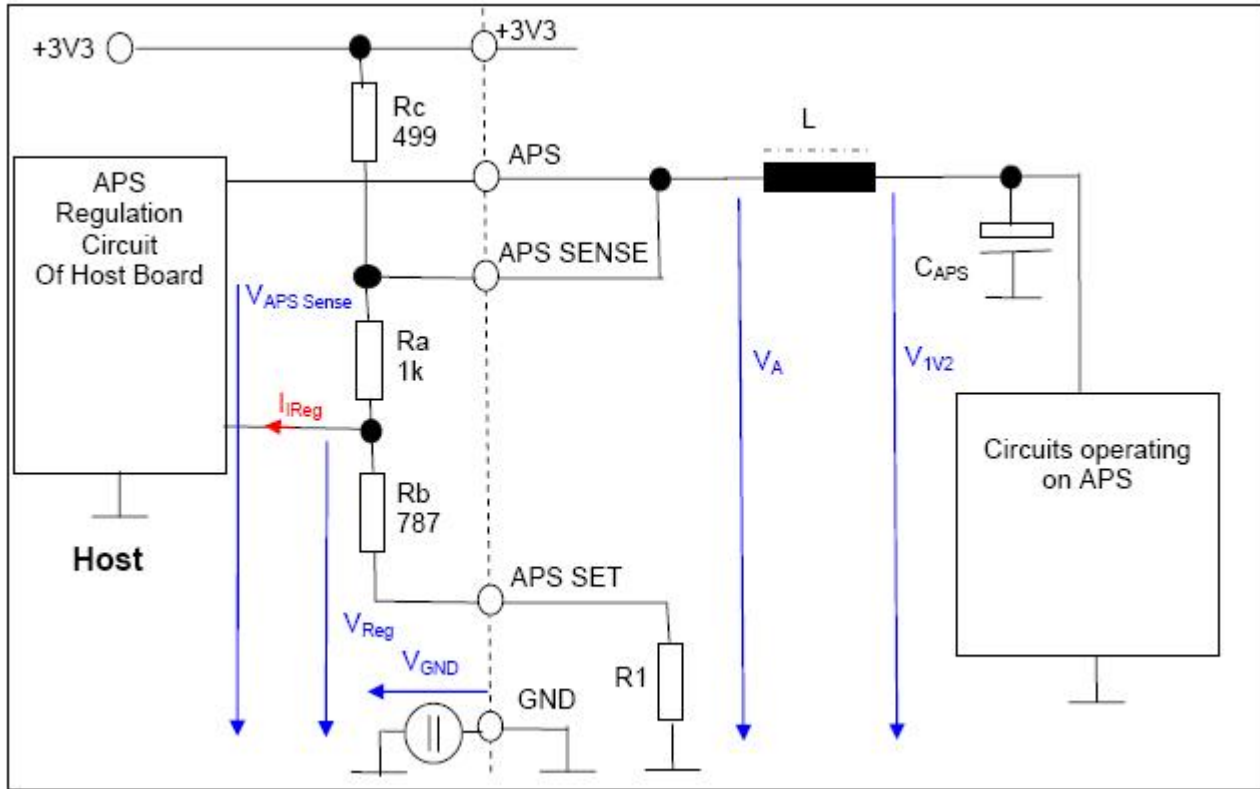 +3V3
+3V3
Rc
499
L
APS
APS
Regulation
Circuit
Of Host Board
APS SENSE
CAPS
VAPS Sense
Ra
1k
VA
V1V2
IIReg
Circuits operating
on APS
Rb
787
Host
APS SET
VReg
VGND
R1
GND